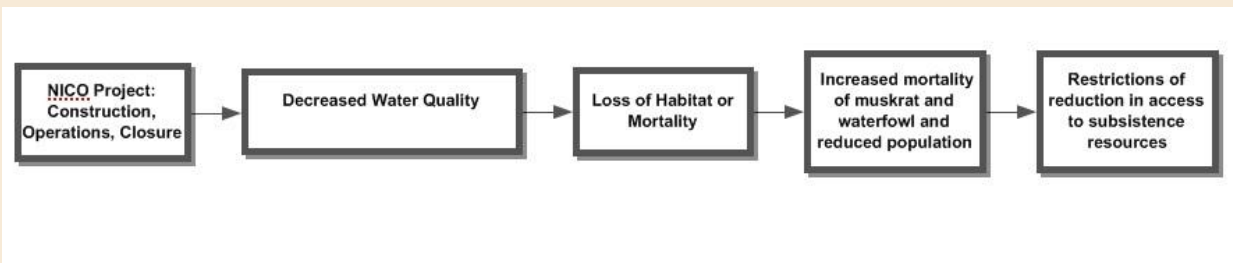 NICO Project:
Construction,
Operations, Closure
Decreased Water Quality
Loss of Habitat or
Mortality
Increased mortality
of muskrat and
waterfowl and
reduced population
Restrictions of
reduction in access
to subsistence
resources